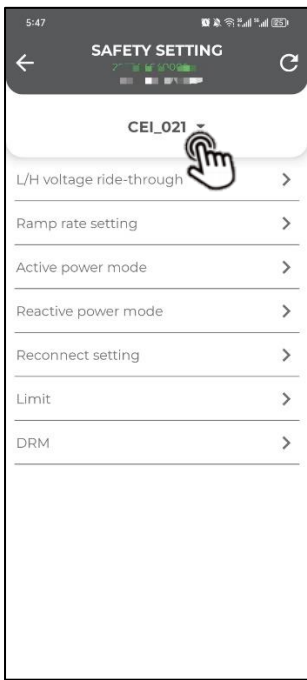 5:47
SAFETY SETTING
CEI_021
L/H voltage ride-through
Ramp rate setting
Active power mode
Reactive power mode
Reconnect setting
Limit
DRM